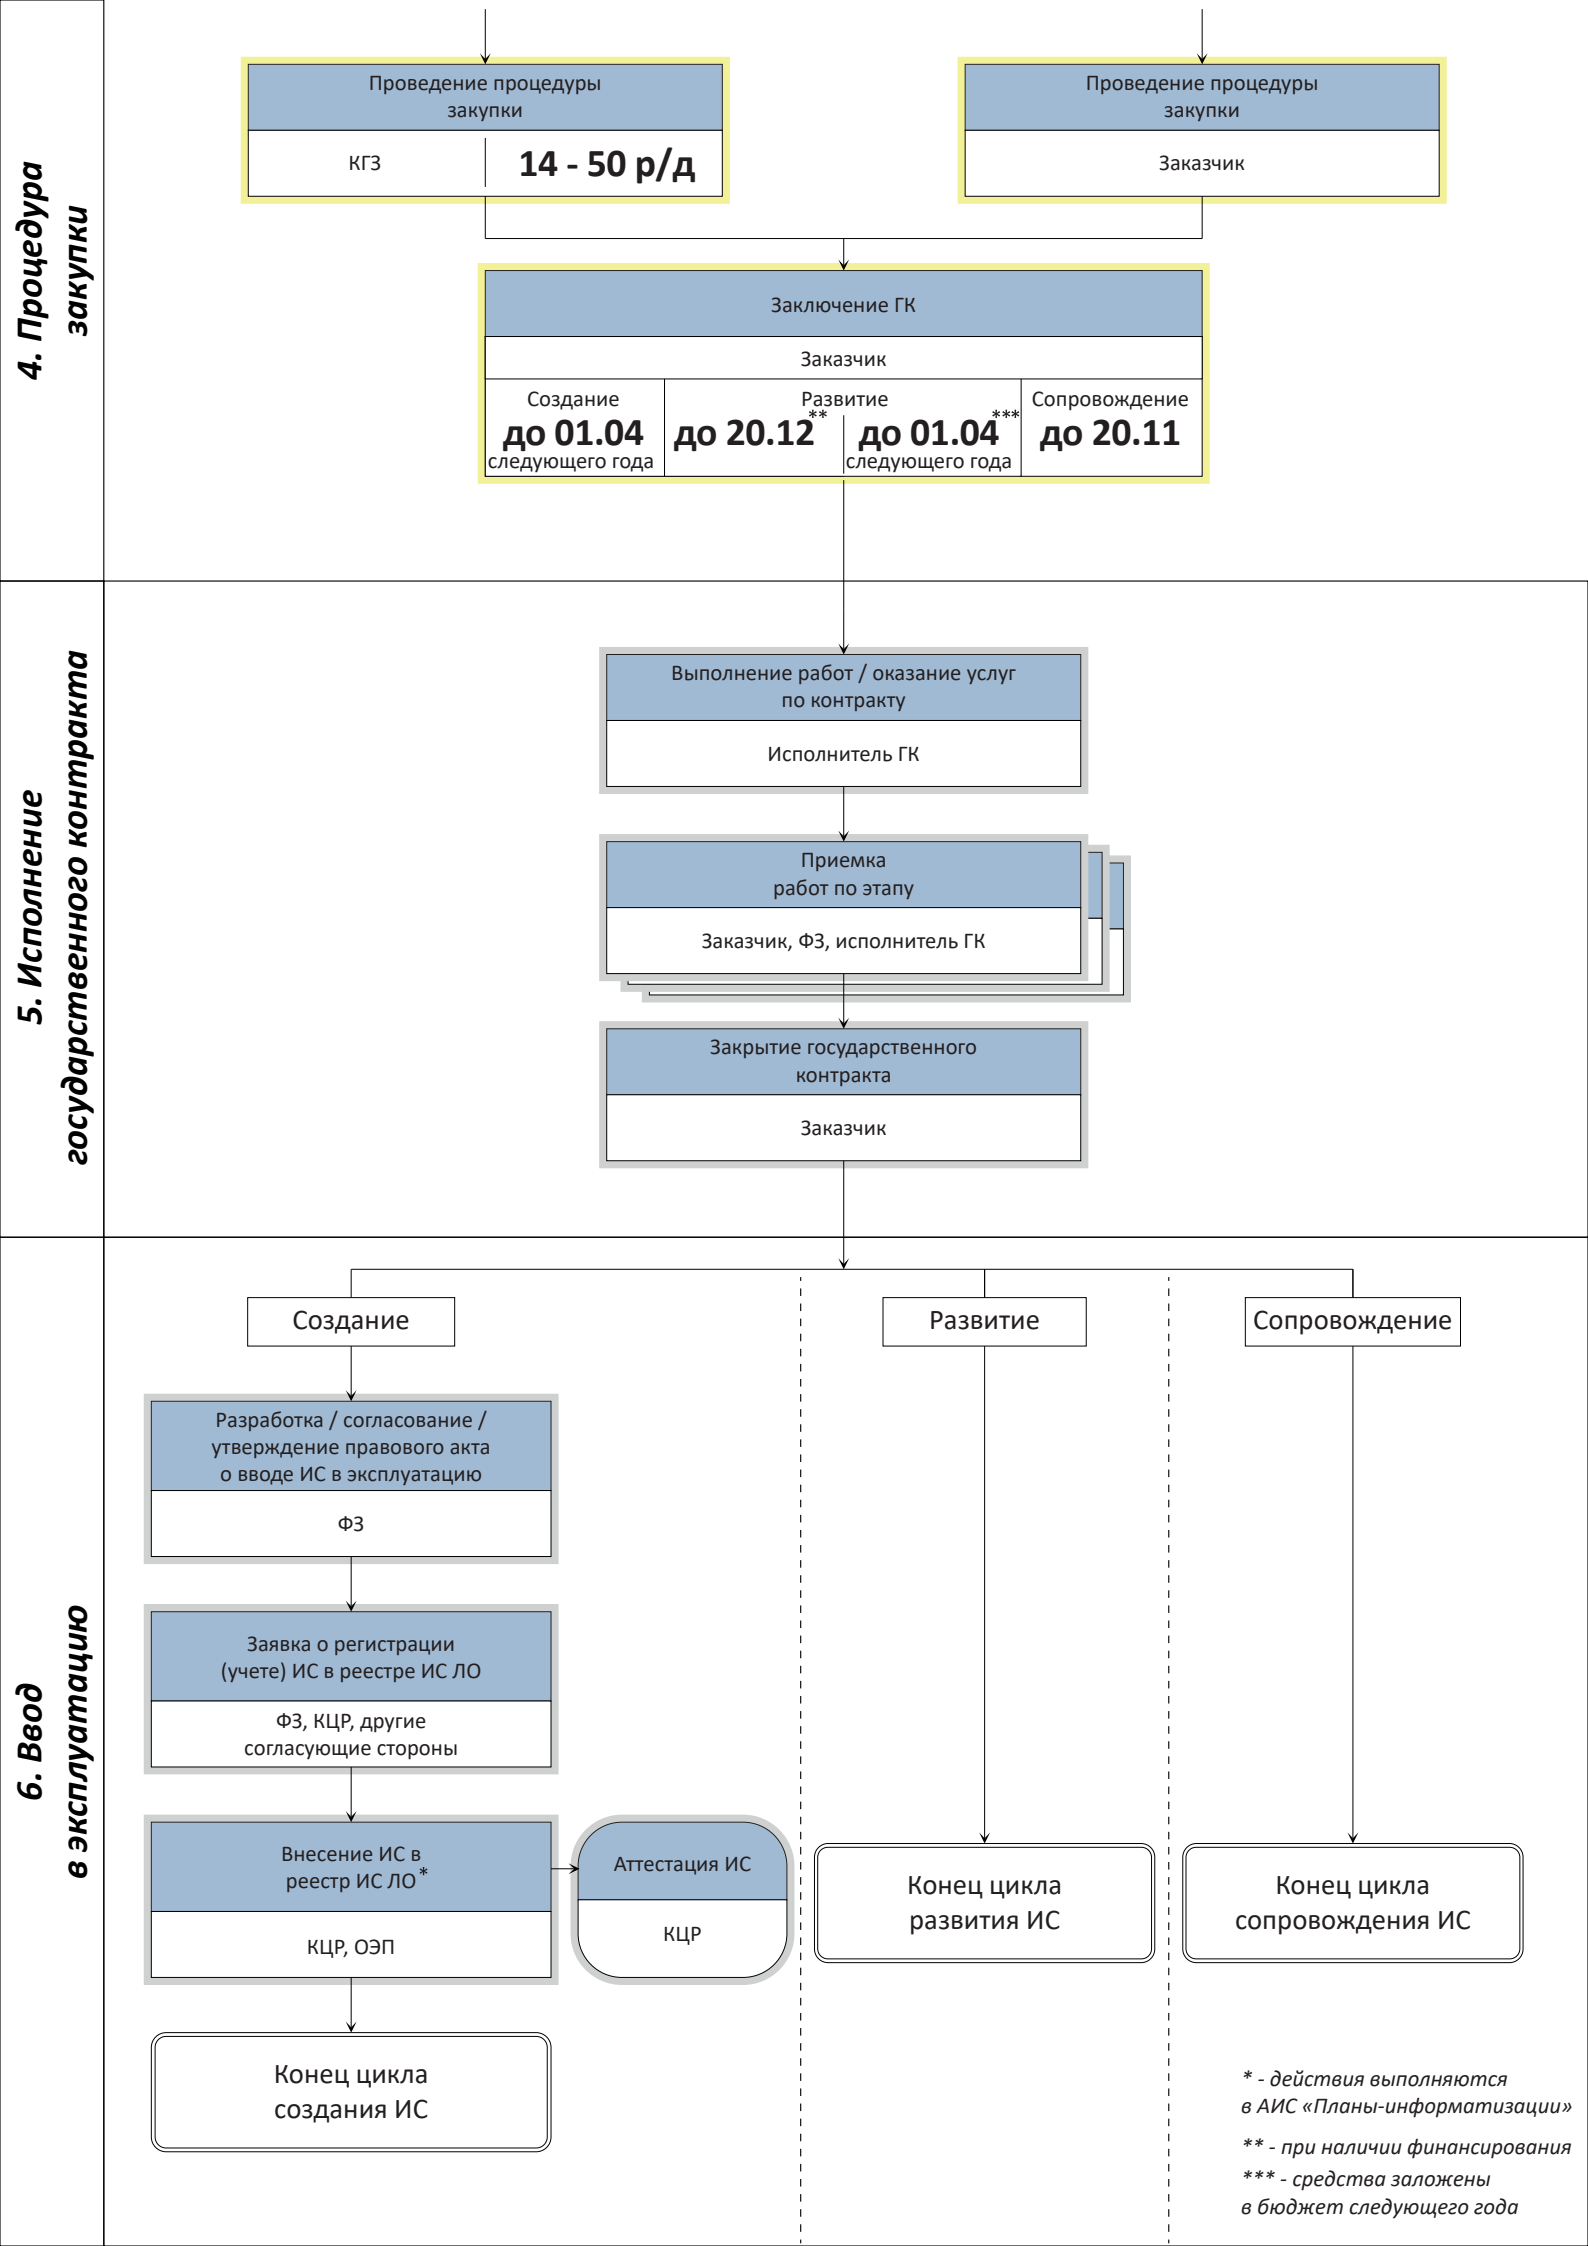 4. Процедура
закупки
Проведение процедуры
закупки
КГЗ
14 - 50 р/д
Проведение процедуры
закупки
Заказчик
Заключение ГК
Заказчик
Создание
до 01.04
следующего года
Развитие
до 20.12**
до 01.04***
следующего года
Сопровождение
до 20.11
5. Исполнение
государственного контракта
Выполнение работ / оказание услуг
по контракту
Исполнитель ГК
Приемка
работ по этапу
Заказчик, ФЗ, исполнитель ГК
Закрытие государственного
контракта
Заказчик
6. Ввод
в эксплуатацию
Создание
Развитие
Сопровождение
Разработка / согласование /
утверждение правового акта
о вводе ИС в эксплуатацию
ФЗ
Заявка о регистрации
(учете) ИС в реестре ИС ЛО
ФЗ, КЦР, другие
согласующие стороны
Внесение ИС в
реестр ИС ЛО*
КЦР, ОЭП
Аттестация ИС
КЦР
Конец цикла
развития ИС
Конец цикла
сопровождения ИС
Конец цикла
создания ИС
* - действия выполняются
в АИС «Планы-информатизации»
** - при наличии финансирования
*** - средства заложены
в бюджет следующего года